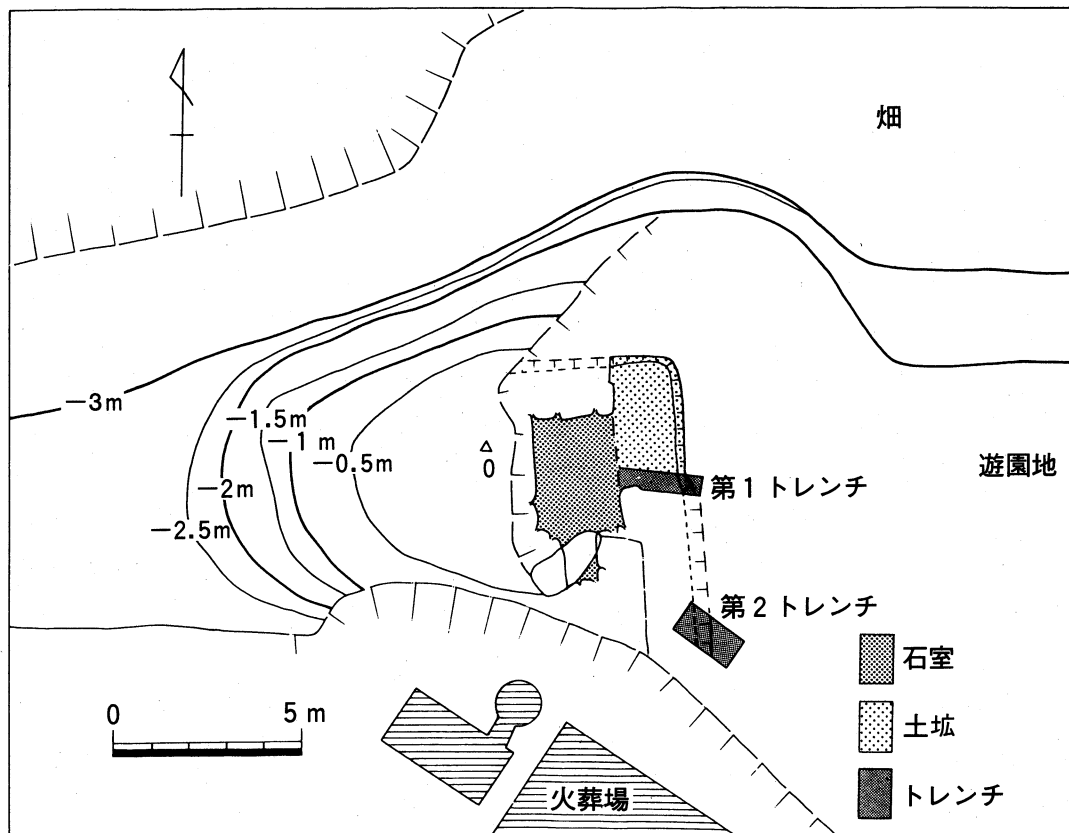 畑
－3m
－1.5m
－1 m
－0.5m
0
－2m
－2.5m
遊園地
第1トレンチ
第2トレンチ
石室
土拡
トレンチ
0 5 m
火葬場